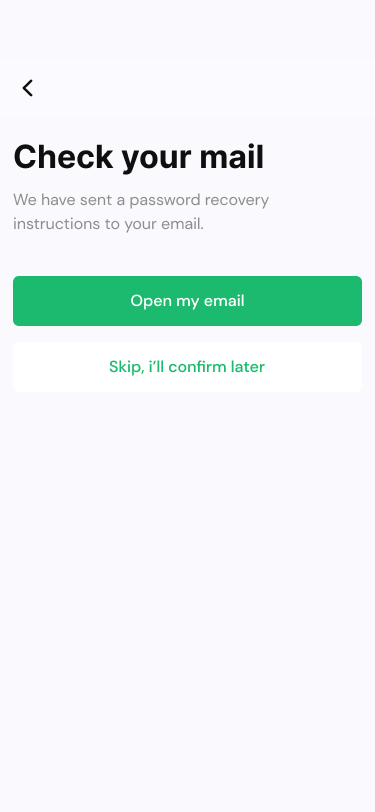 Check your mail
We have sent a password recovery
instructions to your email.
Open my email
Skip, i’ll confirm later